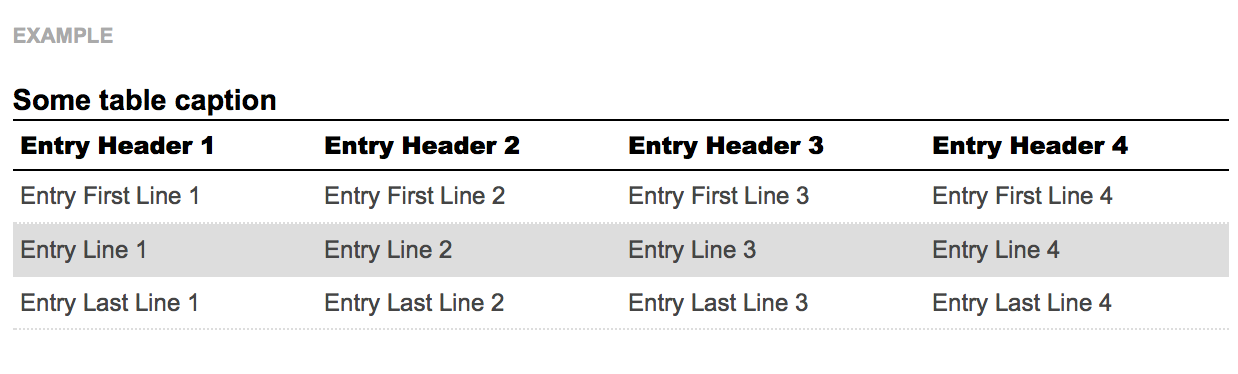 EXAMPLE
Some table caption
Entry Header 1 Entry Header 2 Entry Header 3 Entry Header 4
Entry First Line 1 Entry First Line 2 Entry First Line 3 Entry First Line 4
Entry Line 1 Entry Line 2 Entry Line 3 Entry Line 4
Entry Last Line 1 Entry Last Line 2 Entry Last Line 3 Entry Last Line 4